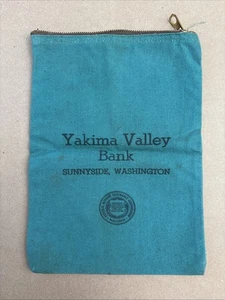 Yakima Valley
Bank
SUNNYSIDE, WASHINGTON